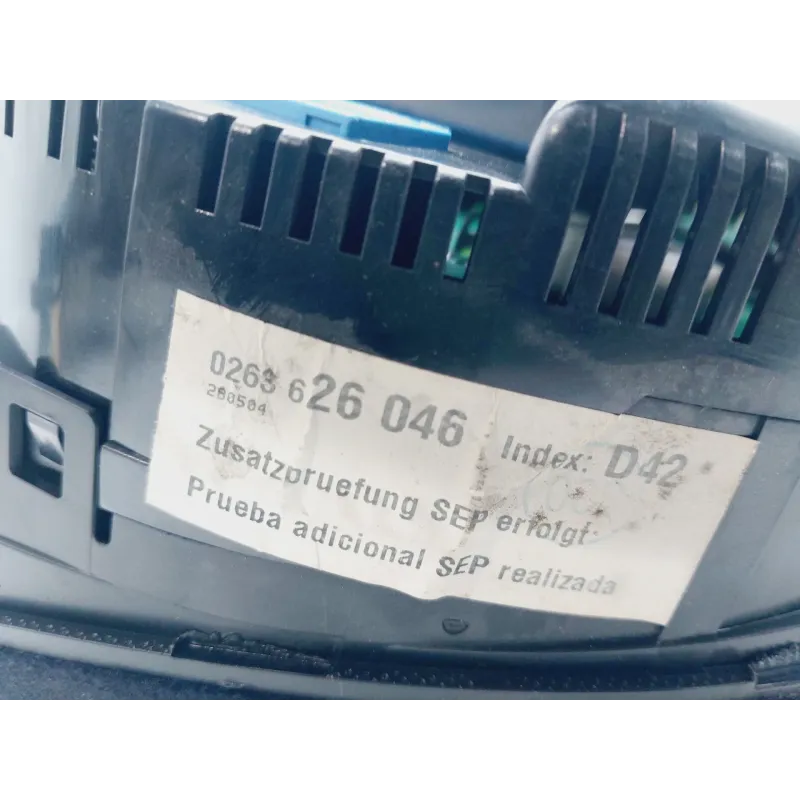 0263 626 046 Index: D42
280504
Zusatzpruefung SEP erfolgt:
Prueba adicional SEP realizada